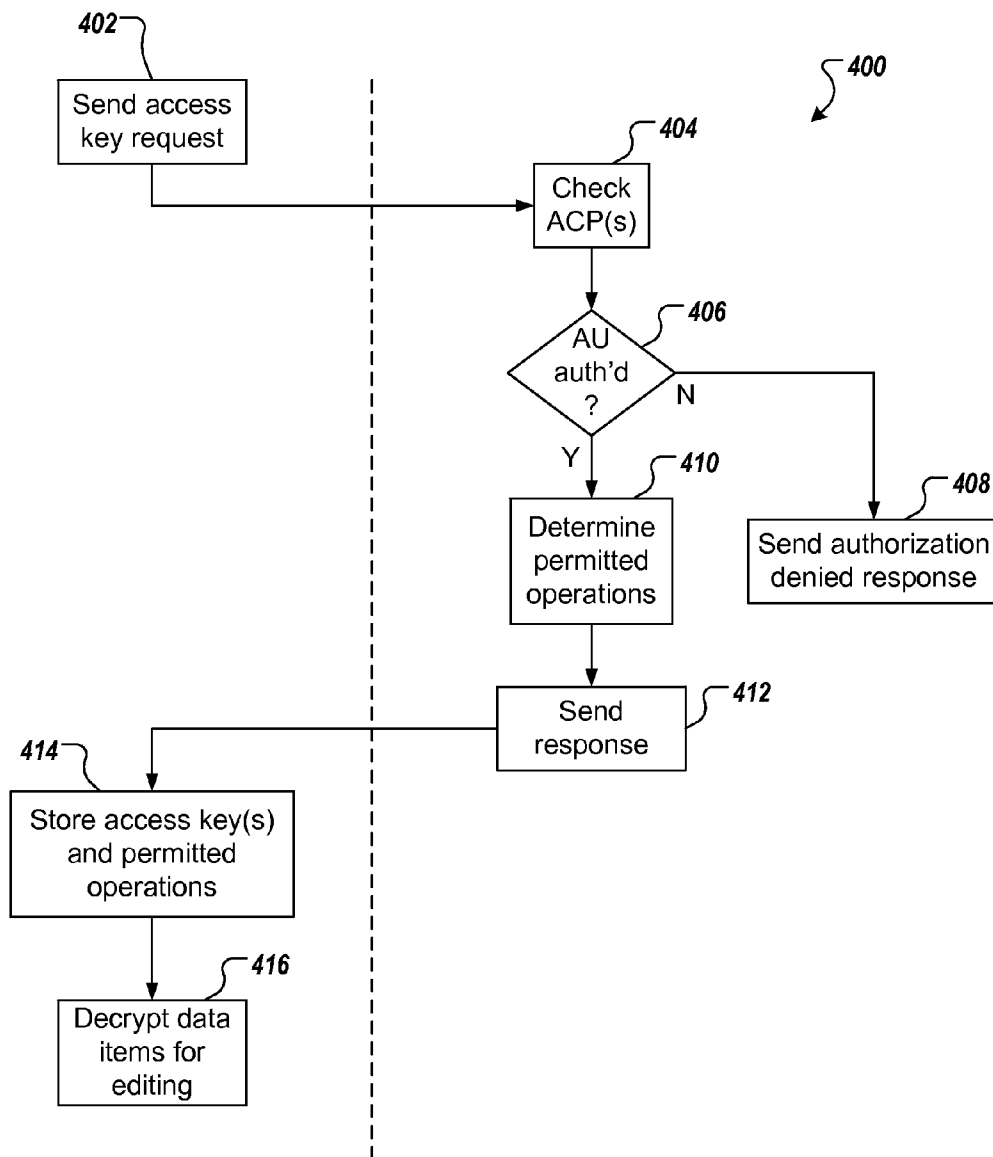 402
Send access
key request
400
404
Check
ACP(s)
406
AU
auth'd
?
N
Y
410
Determine
permitted
operations
408
Send authorization
denied response
412
Send
response
414
Store access key(s)
and permitted
operations
416
Decrypt data
items for
editing